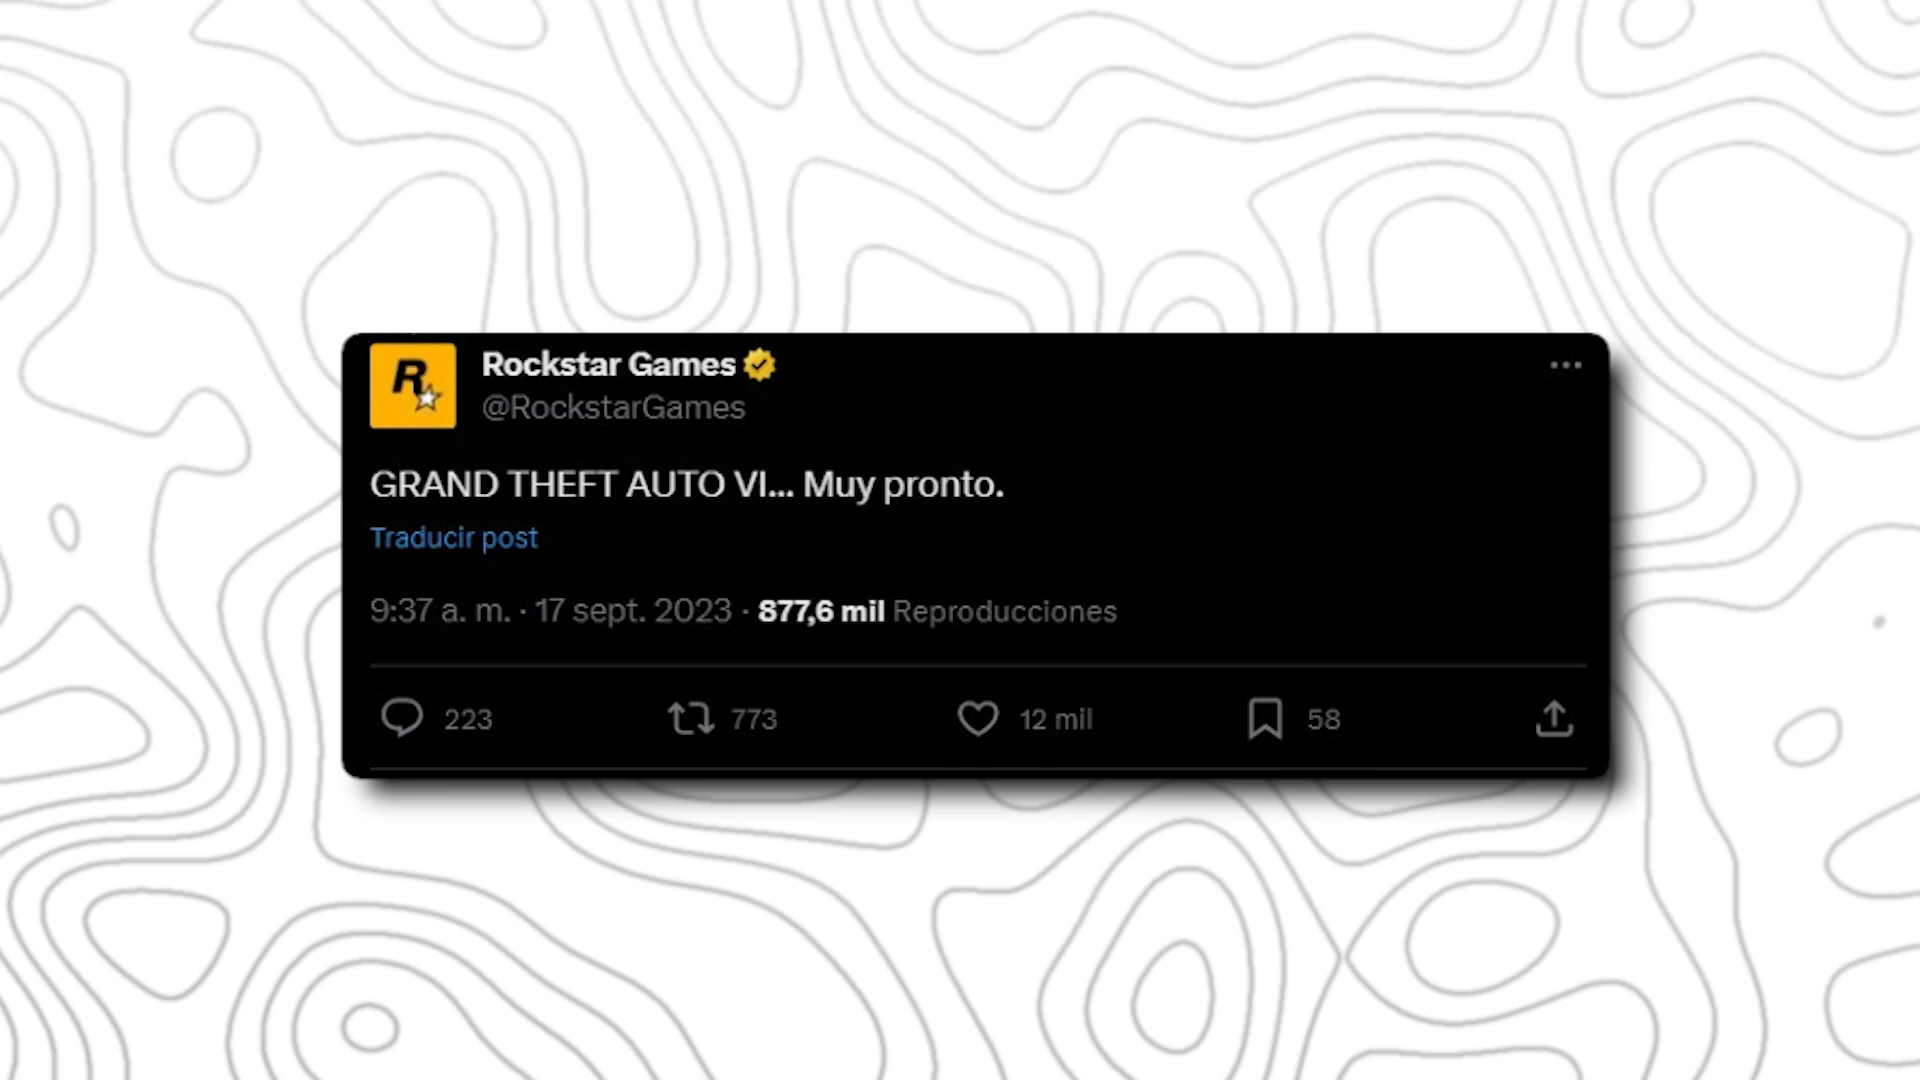 R
Rockstar Games
@RockstarGames
GRAND THEFT AUTO VI... Muy pronto.
Traducir post
9:37 a. m. · 17 sept. 2023 · 877,6 mil Reproducciones
223 773 12 mil 58